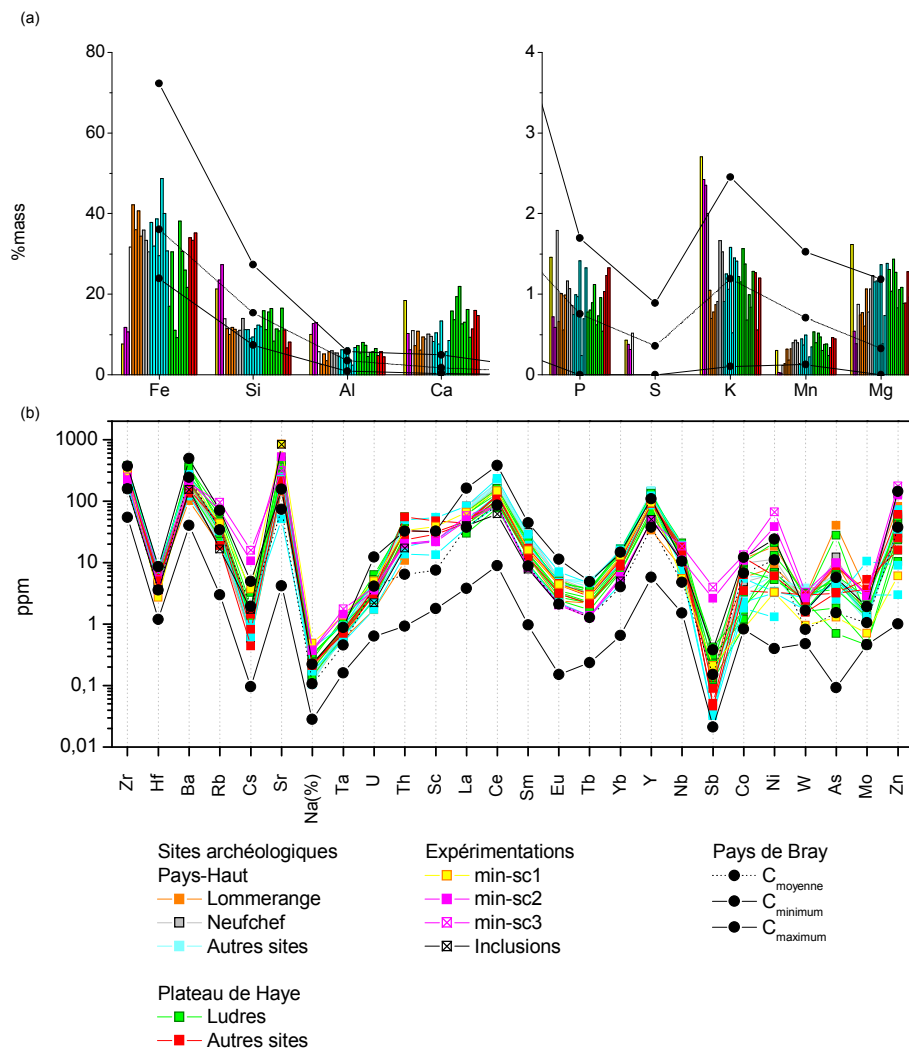 (a)
80
60
40
20
0
%mass
Fe Si Al Ca
4
3
2
2
1
1
0
P S K Mn Mg
(b)
1000
100
10
1
0,1
0,01
ppm
Zr Hf Ba Rb Cs Sr Na(%) Ta U Th Sc La Ce Sm Eu Tb Yb Y Nb Sb Co Ni W As Mo Zn
Sites archéologiques
Pays-Haut
Lommerange
Neufchef
Autres sites
Plateau de Haye
Ludres
Autres sites
Expérimentations
min-sc1
min-sc2
min-sc3
Inclusions
Pays de Bray
Cmoyenne
Cminimum
Cmaximum